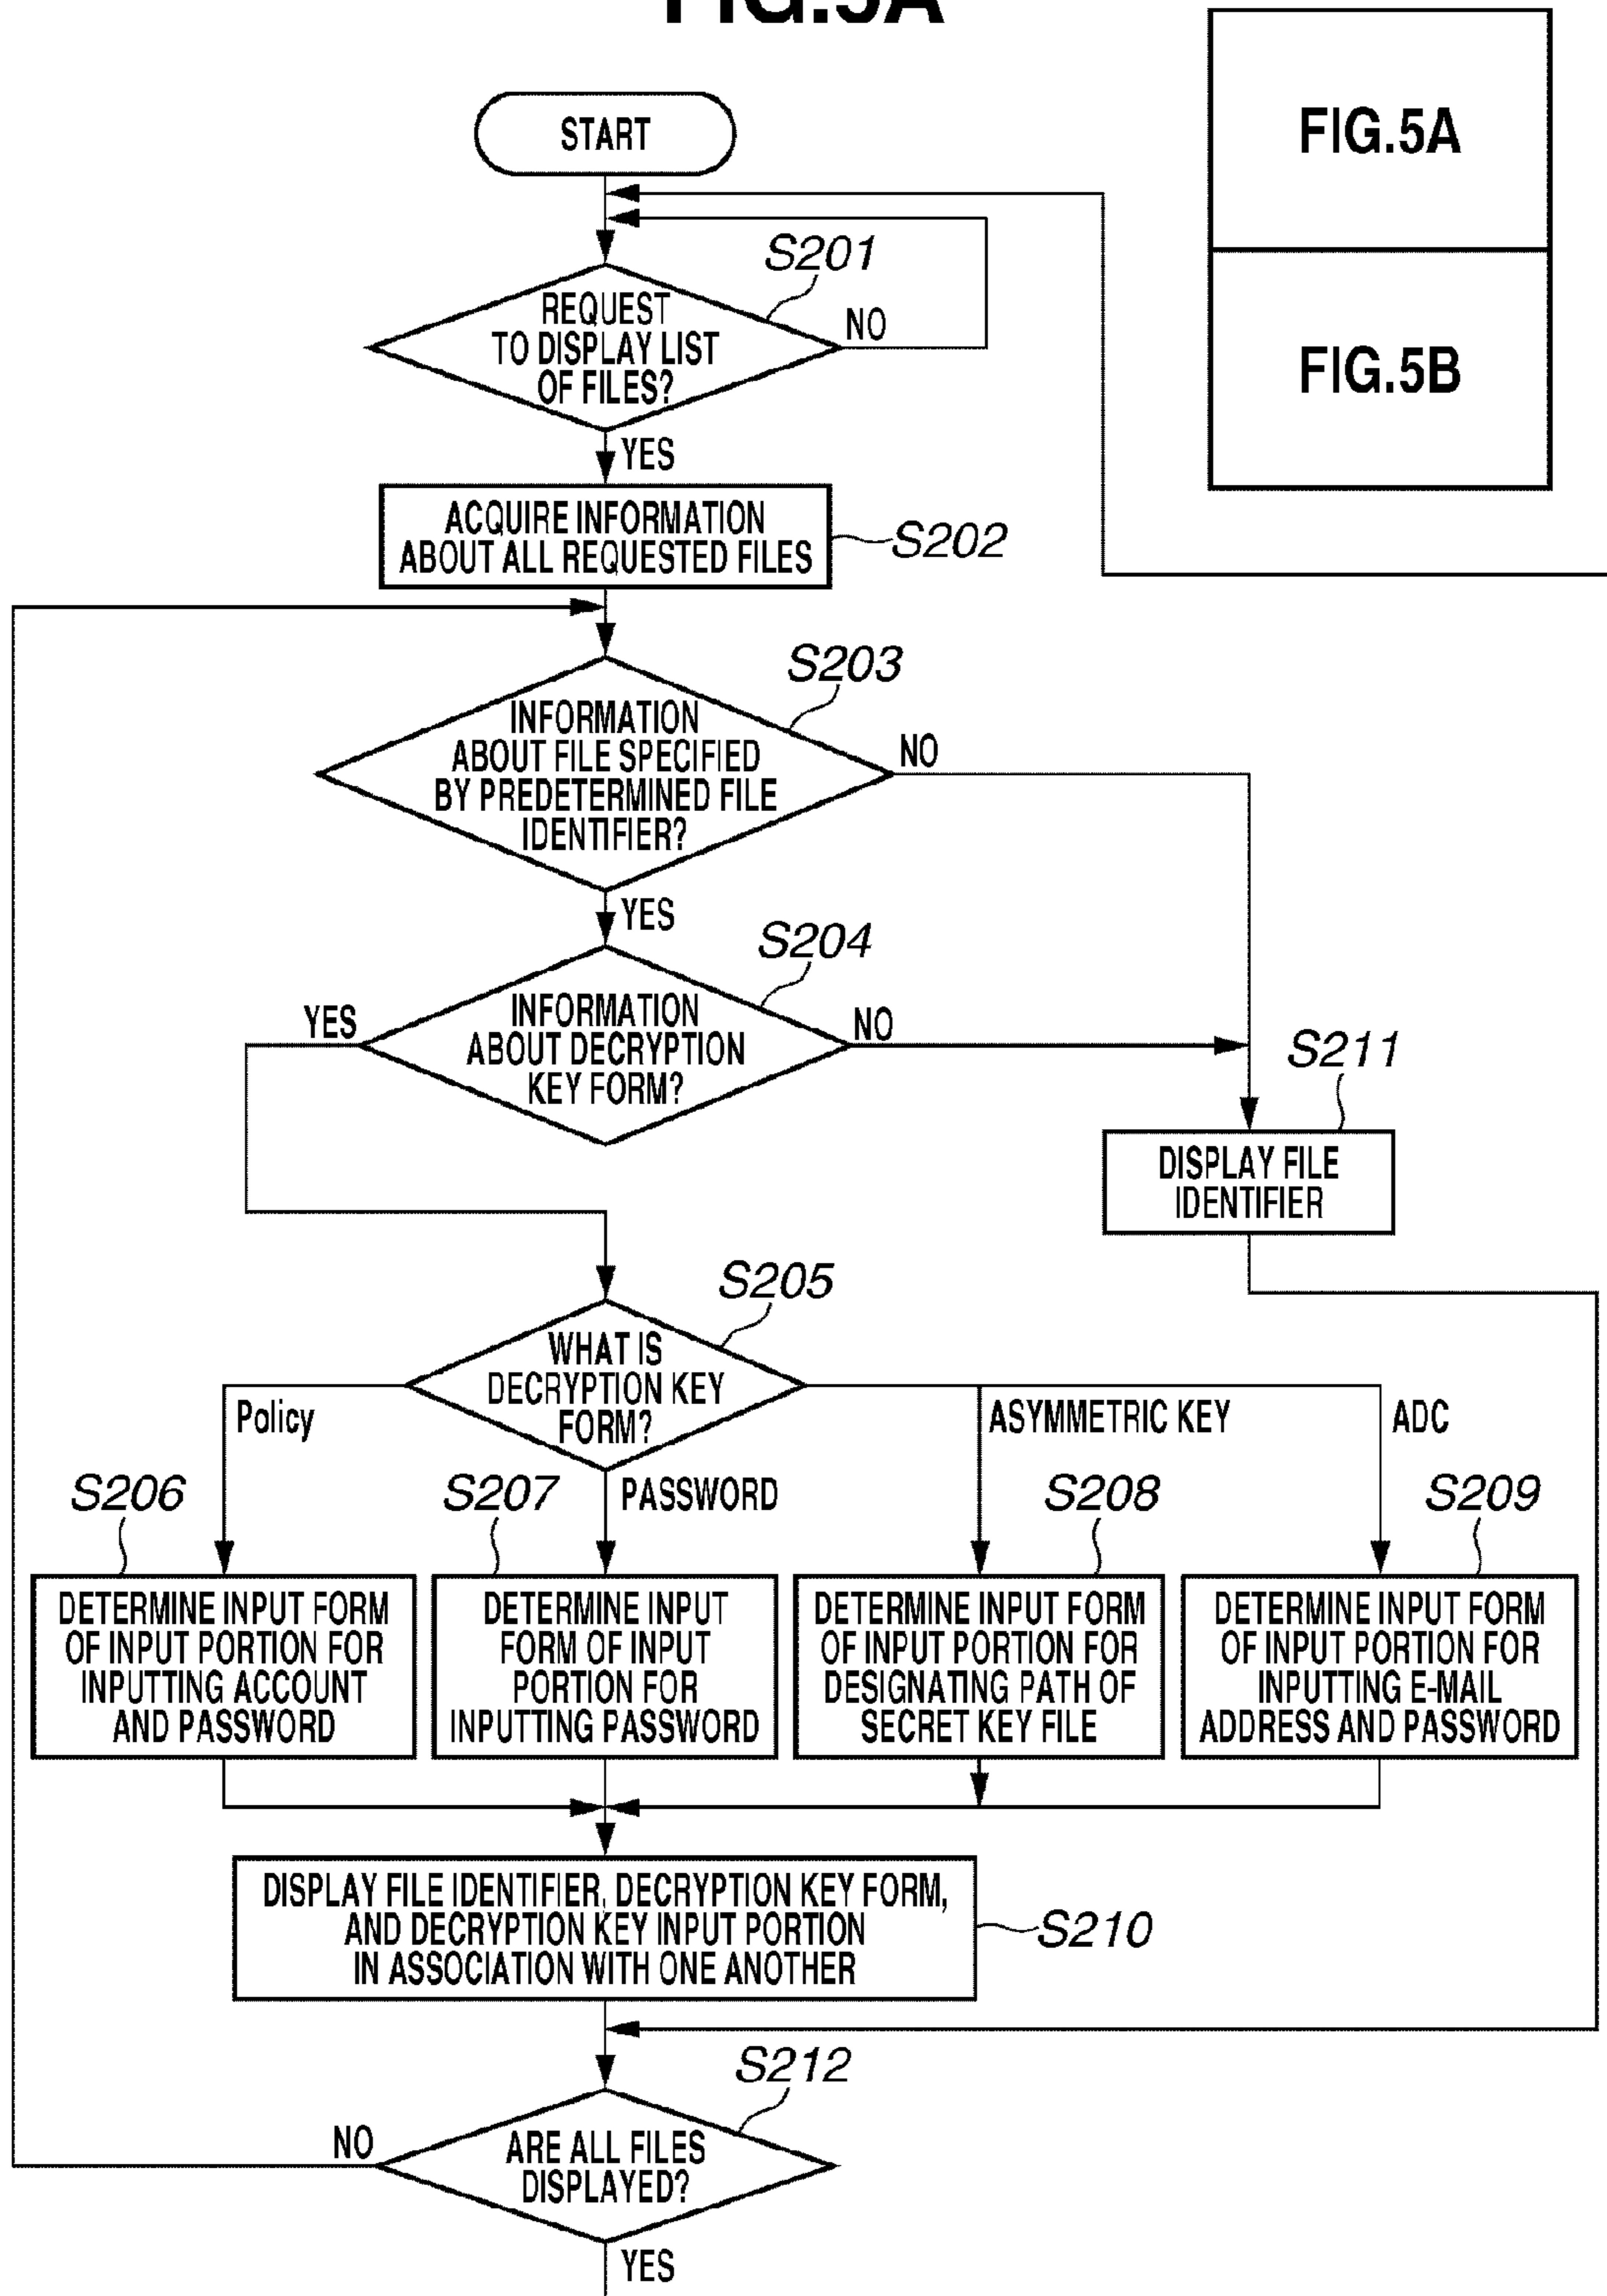 FIG.5A
FIG.5A
FIG.5B
START
S201
REQUEST
TO DISPLAY LIST
OF FILES?
NO
YES
ACQUIRE INFORMATION
ABOUT ALL REQUESTED FILES
S202
S203
INFORMATION
ABOUT FILE SPECIFIED
BY PREDETERMINED FILE
IDENTIFIER?
NO
YES
S204
YES
INFORMATION
ABOUT DECRYPTION
KEY FORM?
NO
S211
DISPLAY FILE
IDENTIFIER
S205
WHAT IS
DECRYPTION KEY
FORM?
Policy
PASSWORD
ASYMMETRIC KEY
ADC
S206
DETERMINE INPUT FORM
OF INPUT PORTION FOR
INPUTTING ACCOUNT
AND PASSWORD
S207
DETERMINE INPUT
FORM OF INPUT
PORTION FOR
INPUTTING PASSWORD
S208
DETERMINE INPUT FORM
OF INPUT PORTION FOR
DESIGNATING PATH OF
SECRET KEY FILE
S209
DETERMINE INPUT FORM
OF INPUT PORTION FOR
INPUTTING E-MAIL
ADDRESS AND PASSWORD
DISPLAY FILE IDENTIFIER, DECRYPTION KEY FORM,
AND DECRYPTION KEY INPUT PORTION
IN ASSOCIATION WITH ONE ANOTHER
S210
S212
NO
ARE ALL FILES
DISPLAYED?
YES